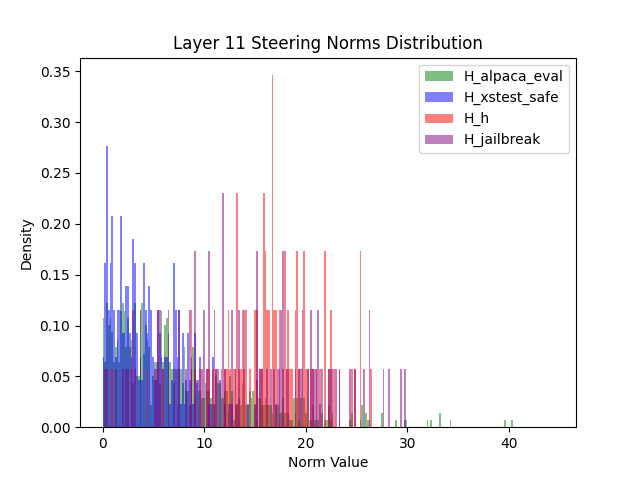 Layer 11 Steering Norms Distribution
H_alpaca_eval
H_xstest_safe
H_h
H_jailbreak
Density
0.35
0.30
0.25
0.20
0.15
0.10
0.05
0.00
0 10 20 30 40
Norm Value